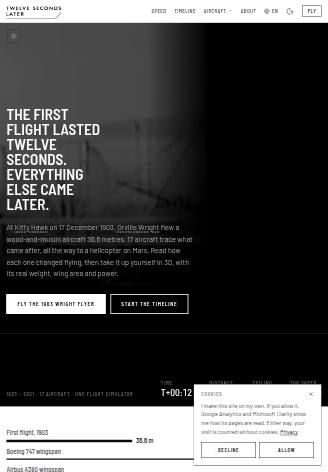 TWELVE SECONDS
LATER
SPEED TIMELINE AIRCRAFT ABOUT EN FLY
THE FIRST
FLIGHT LASTED
TWELVE
SECONDS.
EVERYTHING
ELSE CAME
LATER.
At Kitty Hawk on 17 December 1903, Orville Wright flew a
wood-and-muslin aircraft 36.6 metres. 17 aircraft trace what
came after, all the way to a helicopter on Mars. Read how
each one changed flying, then take it up yourself in 3D, with
its real weight, wing area and power.
FLY THE 1903 WRIGHT FLYER START THE TIMELINE
TIME DISTANCE CEILING TOP SPEED
1903 – 2021 · 17 AIRCRAFT · ONE FLIGHT SIMULATOR T+00:12
COOKIES
I make this site on my own. If you allow it,
Google Analytics and Microsoft Clarity show
me how its pages are read. Either way, your
visit is counted without cookies. Privacy
DECLINE ALLOW
First flight, 1903
36.6 m
Boeing 747 wingspan
Airbus A380 wingspan